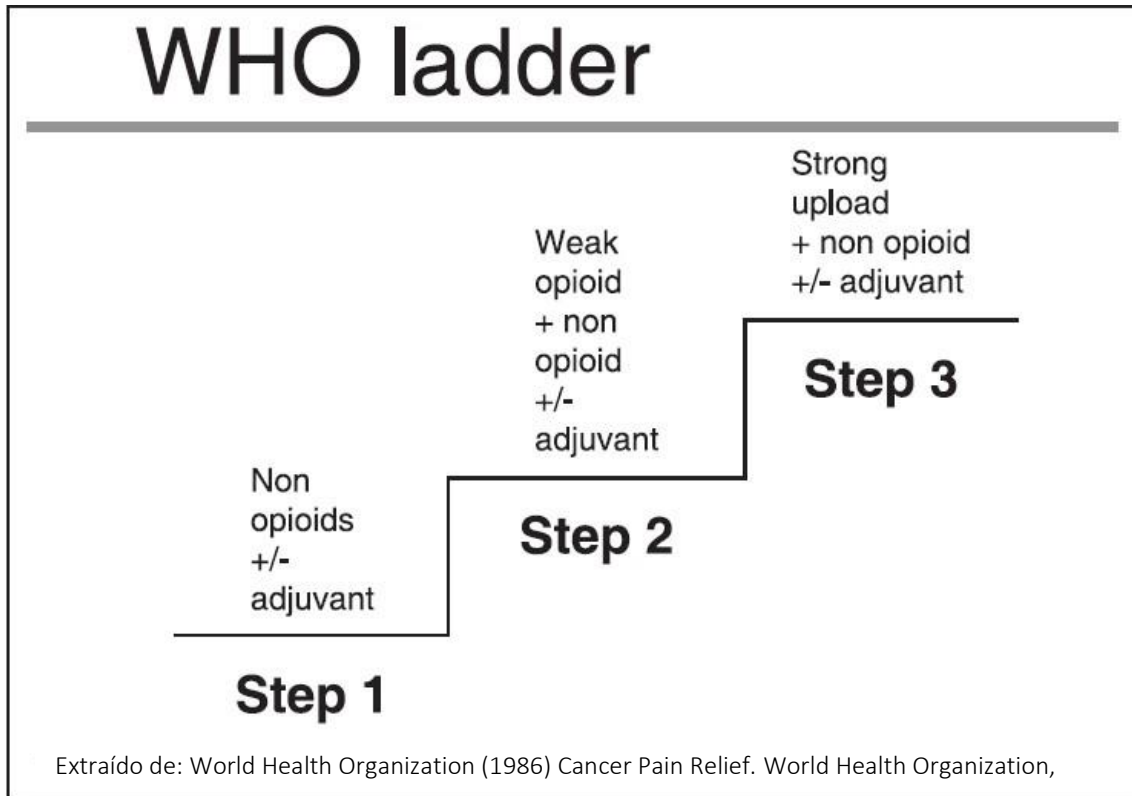 WHO ladder
Strong
upload
+ non opioid
+/- adjuvant
Step 3
Weak
opioid
+ non
opioid
+/-
adjuvant
Step 2
Non
opioids
+/-
adjuvant
Step 1
Extraído de: World Health Organization (1986) Cancer Pain Relief. World Health Organization,